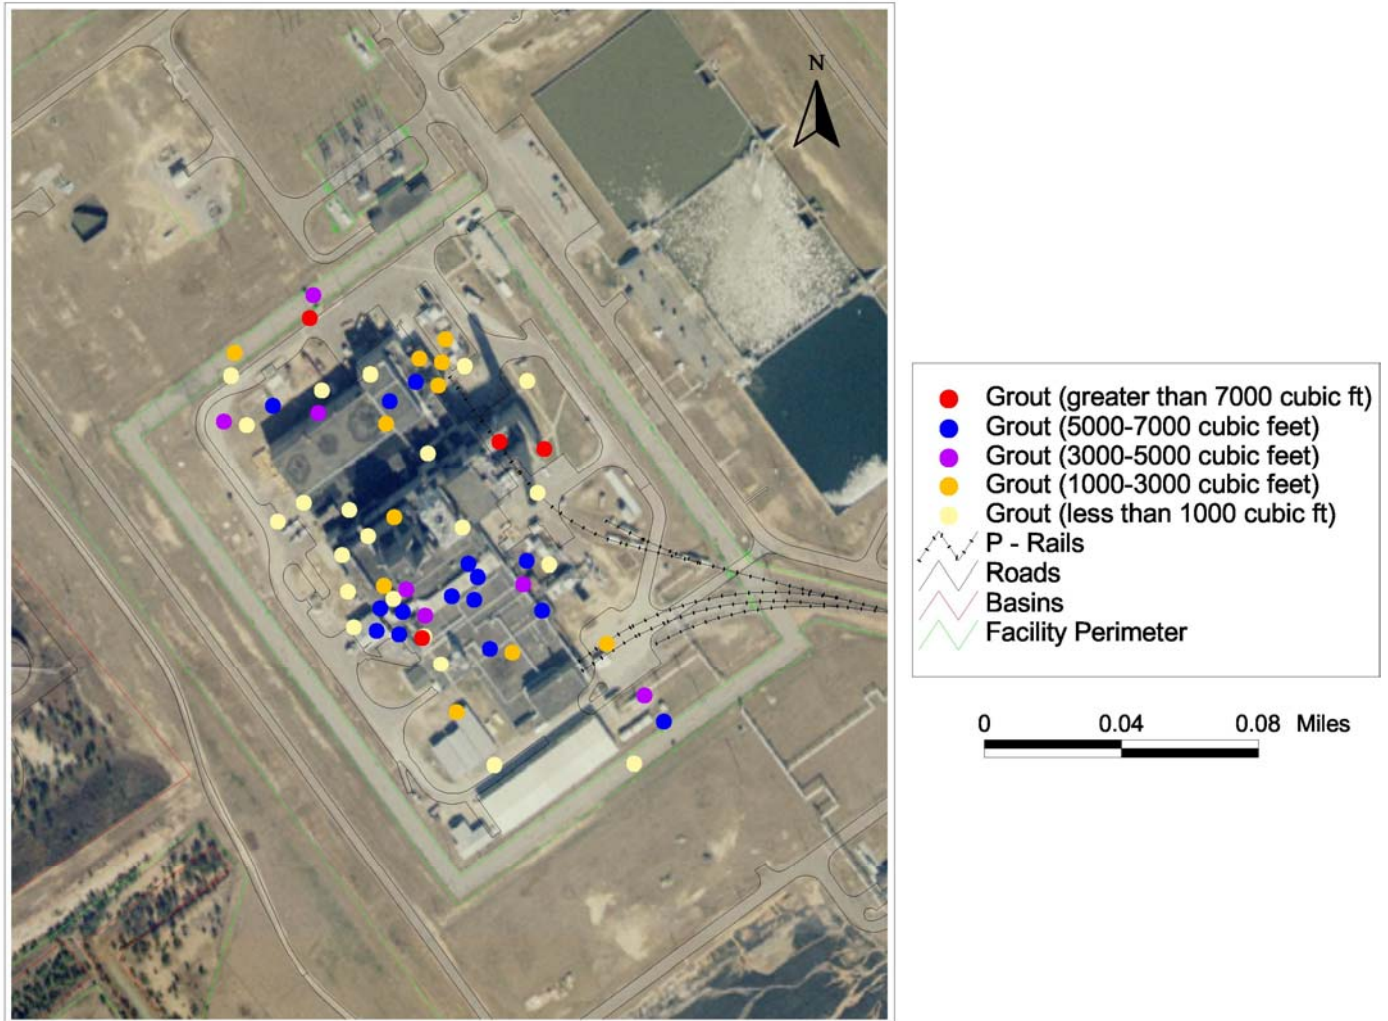 N
Grout (greater than 7000 cubic ft)
Grout (5000-7000 cubic feet)
Grout (3000-5000 cubic feet)
Grout (1000-3000 cubic feet)
Grout (less than 1000 cubic ft)
P - Rails
Roads
Basins
Facility Perimeter
0 0.04 0.08 Miles